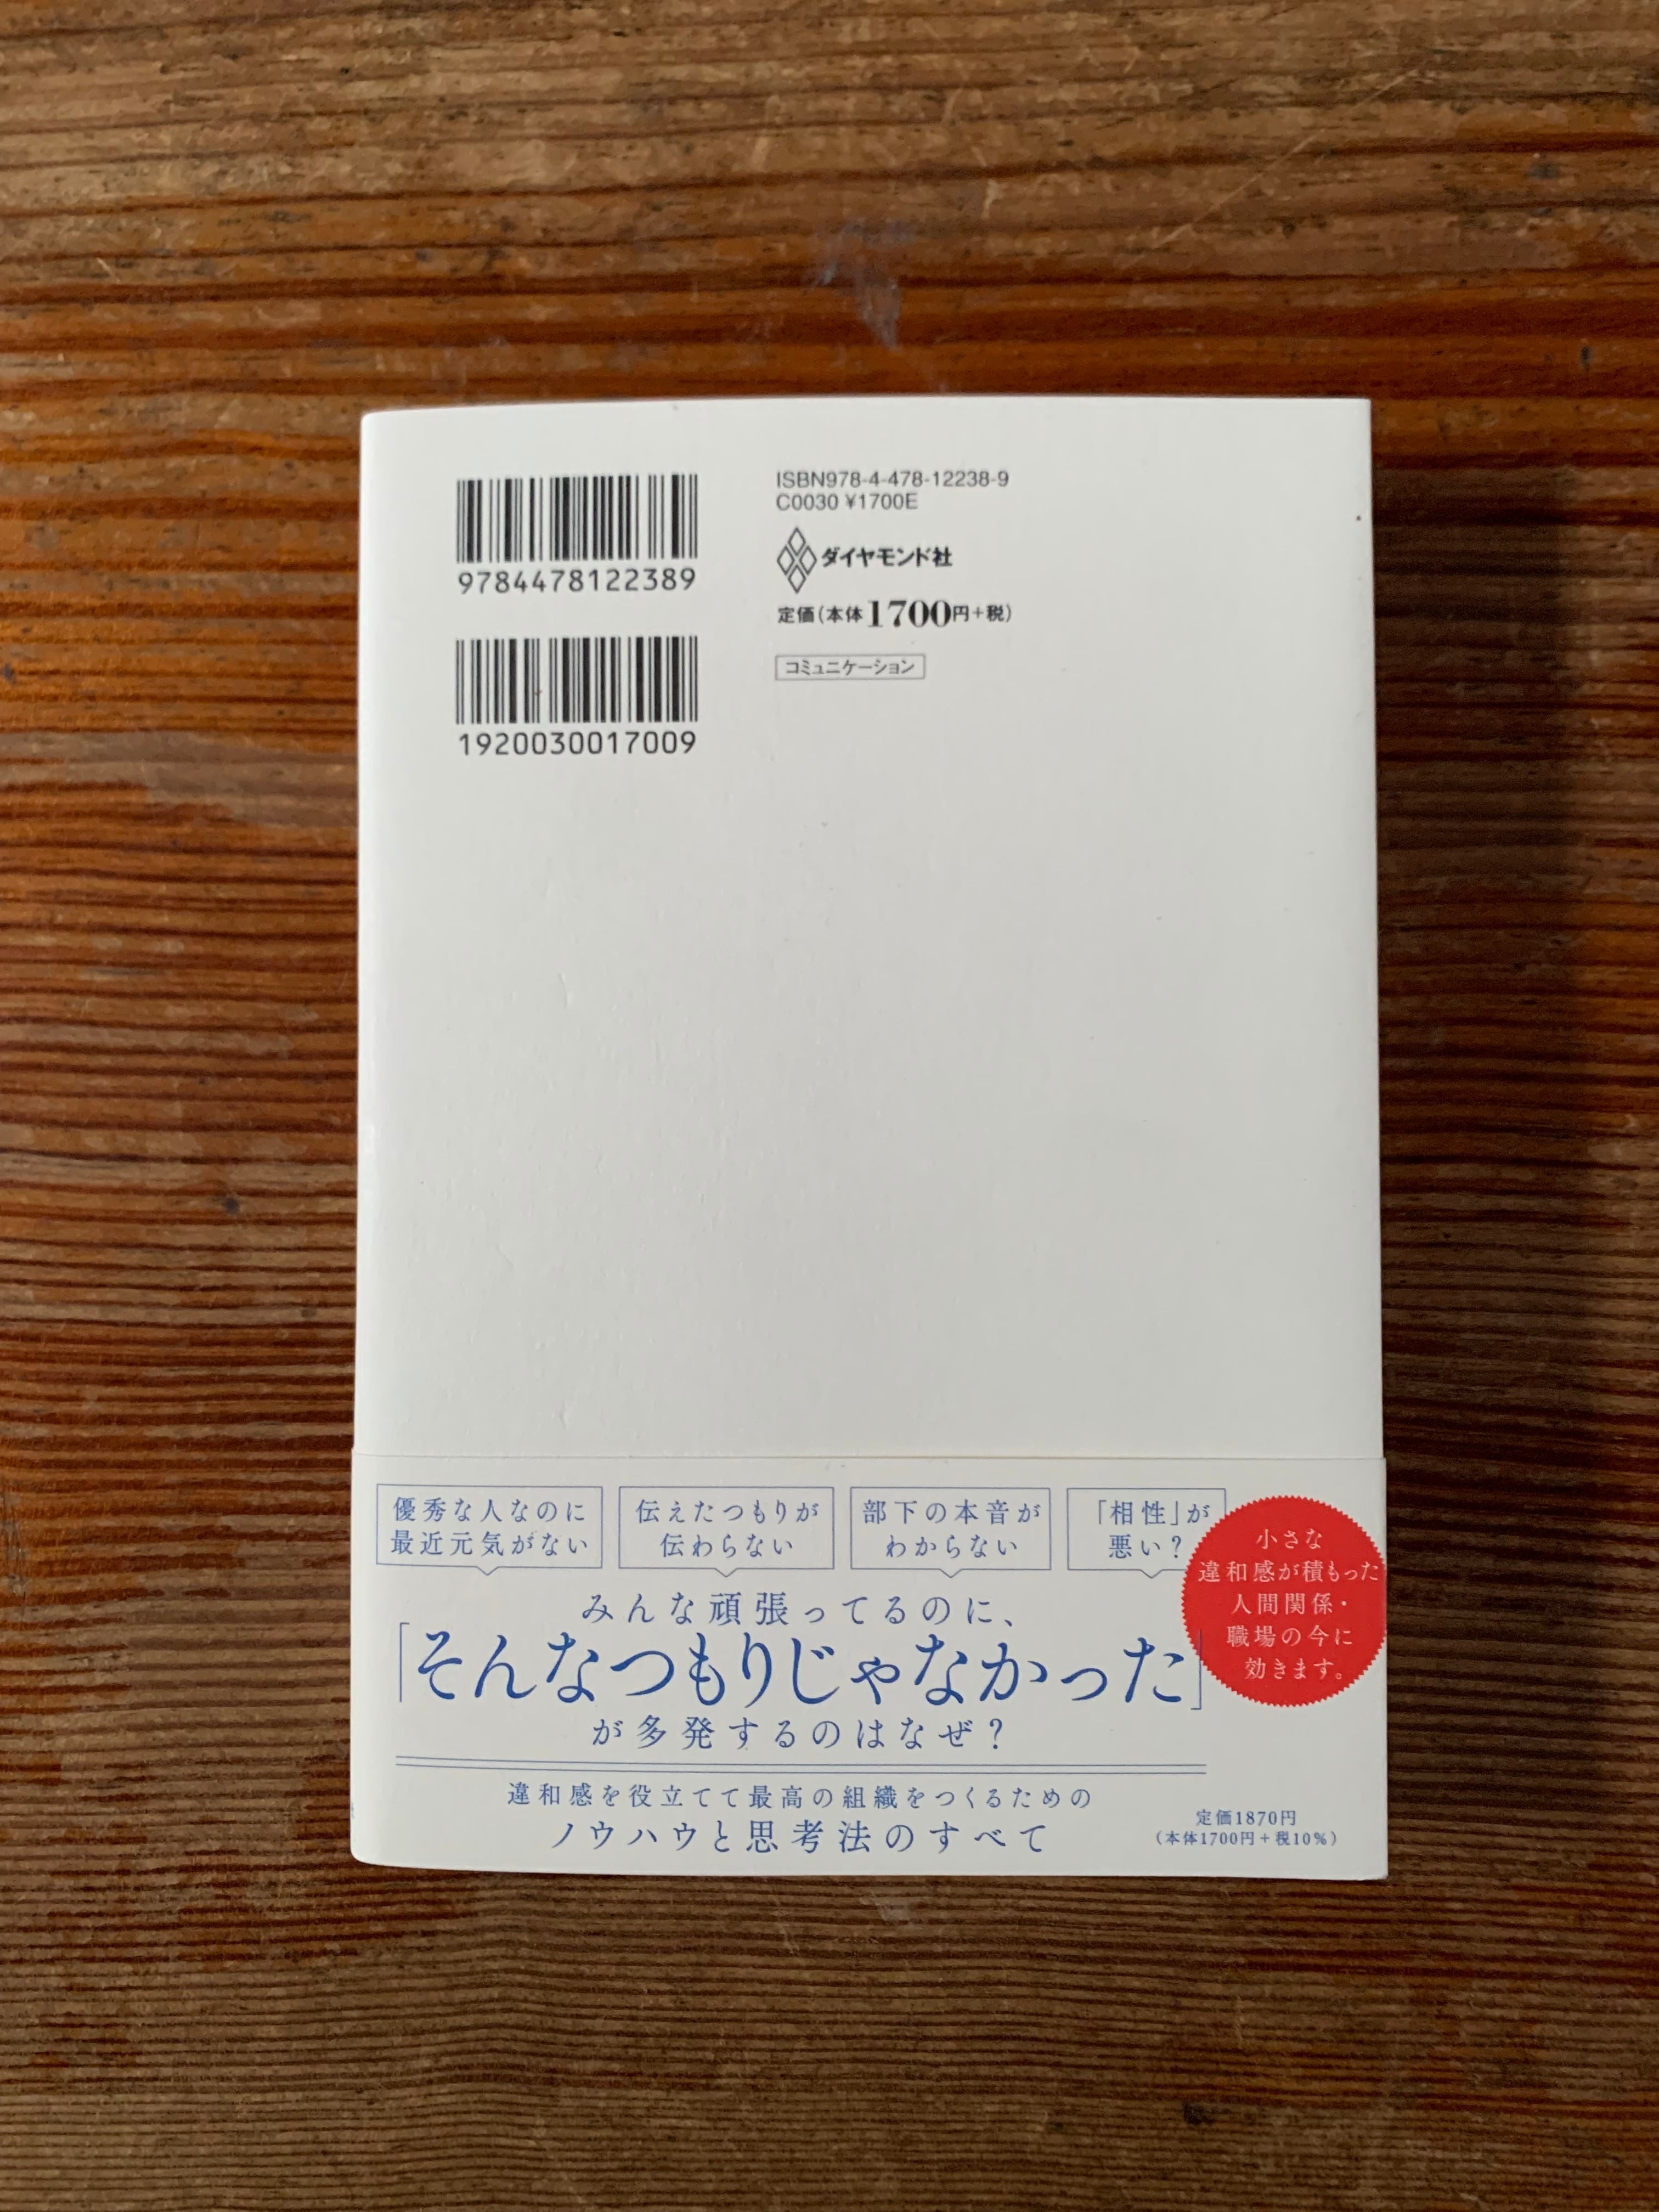 9784478122389
1920030017009
ISBN978-4-478-12238-9
C0030 ¥1700E
ダイヤモンド社
定価(本体1700円+税)
コミュニケーション
優秀な人なのに
最近元気がない
伝えたつもりが
伝わらない
部下の本音が
わからない
「相性」が
悪い?
小さな
違和感が積もった
人間関係・
職場の今に
効きます。
みんな頑張ってるのに、
「そんなつもりじゃなかった」
が多発するのはなぜ?
違和感を役立てて最高の組織をつくるための
ノウハウと思考法のすべて
定価1870円
(本体1700円+税10%)